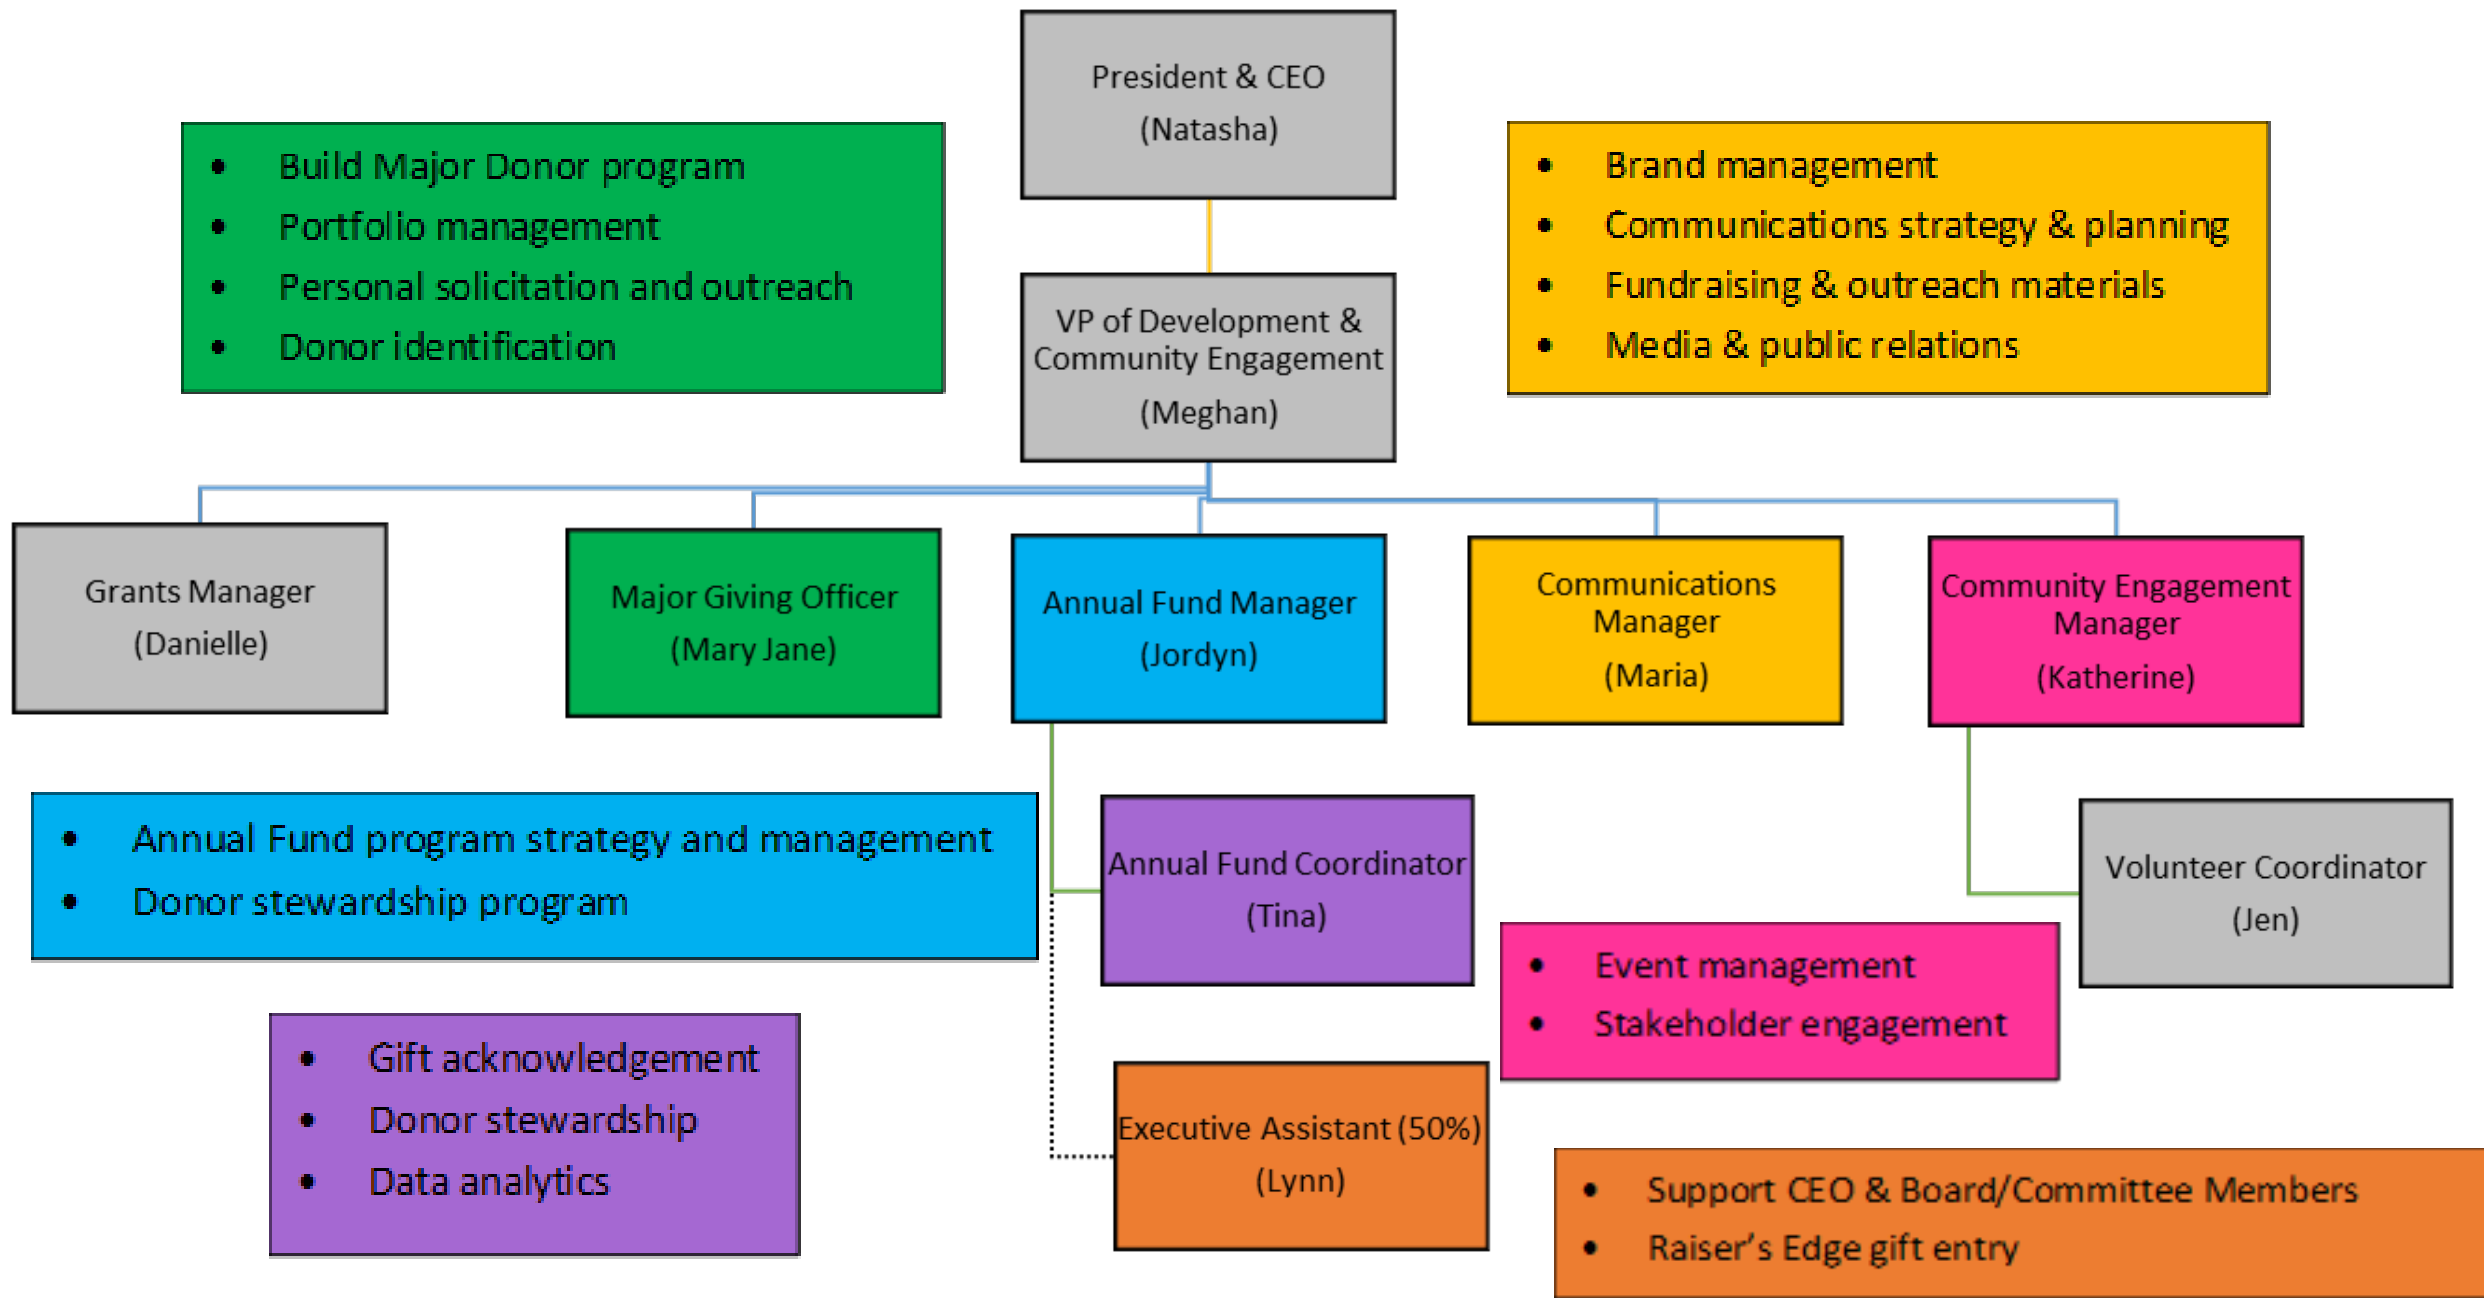 President & CEO
(Natasha)
• Build Major Donor program
• Portfolio management
• Personal solicitation and outreach
• Donor identification
• Brand management
• Communications strategy & planning
• Fundraising & outreach materials
• Media & public relations
VP of Development &
Community Engagement
(Meghan)
Grants Manager
(Danielle)
Major Giving Officer
(Mary Jane)
Annual Fund Manager
(Jordyn)
Communications
Manager
(Maria)
Community Engagement
Manager
(Katherine)
• Annual Fund program strategy and management
• Donor stewardship program
Annual Fund Coordinator
(Tina)
Volunteer Coordinator
(Jen)
• Event management
• Stakeholder engagement
• Gift acknowledgement
• Donor stewardship
• Data analytics
Executive Assistant (50%)
(Lynn)
• Support CEO & Board/Committee Members
• Raiser’s Edge gift entry